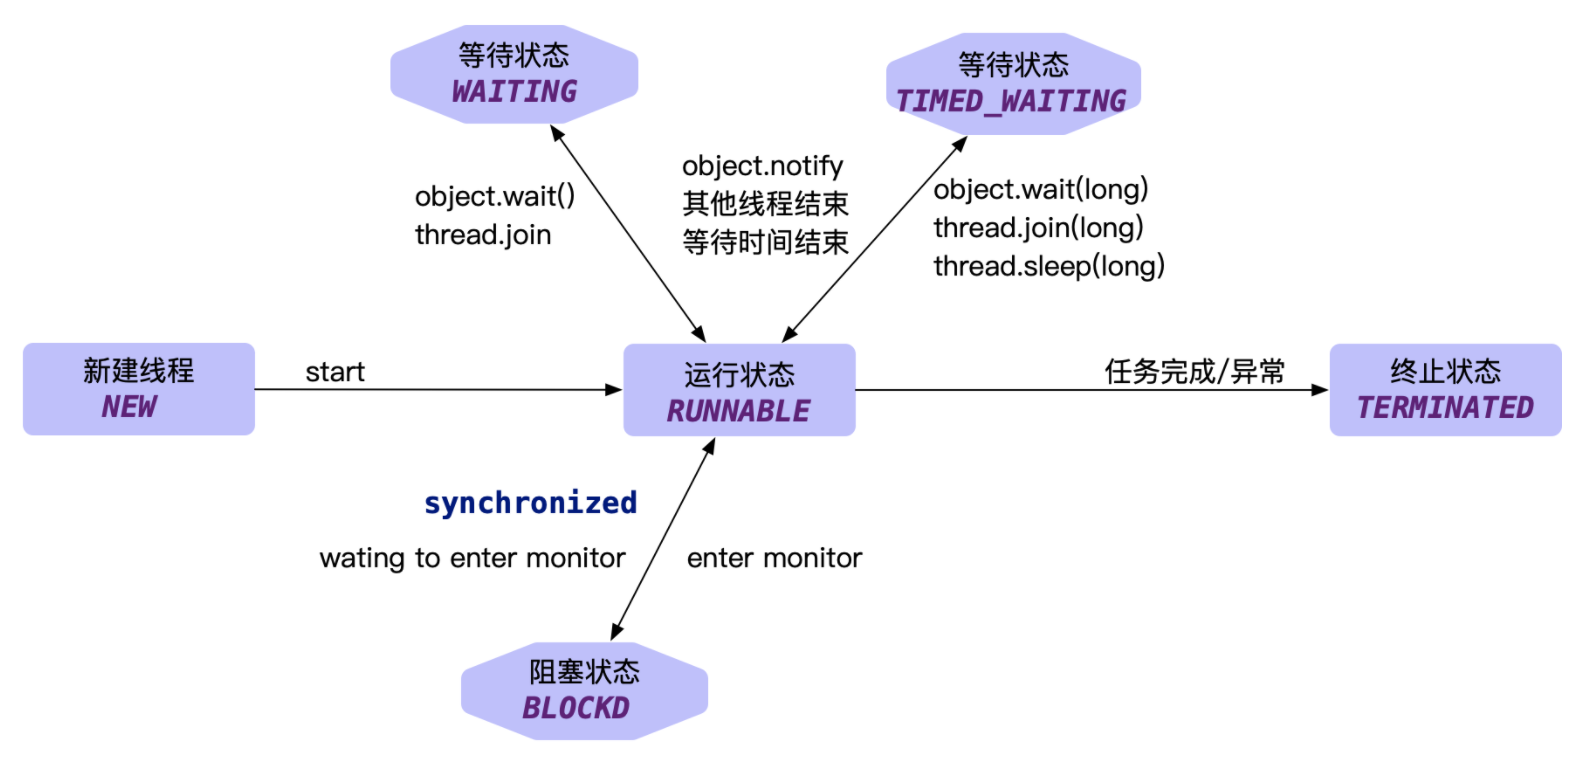 等待状态
WAITING
等待状态
TIMED_WAITING
object.wait()
thread.join
object.notify
其他线程结束
等待时间结束
object.wait(long)
thread.join(long)
thread.sleep(long)
新建线程
NEW
start
运行状态
RUNNABLE
任务完成/异常
终止状态
TERMINATED
synchronized
wating to enter monitor
enter monitor
阻塞状态
BLOCKD